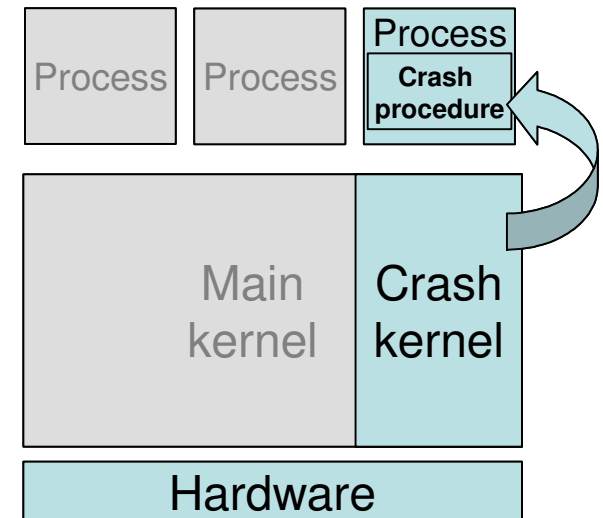 Process
Process
Process
Crash
procedure
Main
kernel
Crash
kernel
Hardware